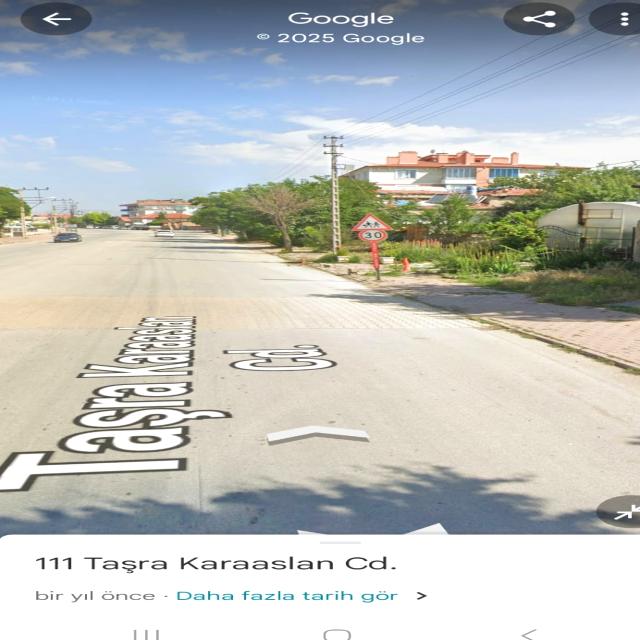 Google
© 2025 Google
30
Taşra Karaaslan
Cd.
111 Taşra Karaaslan Cd.
bir yıl önce · Daha fazla tarih gör >